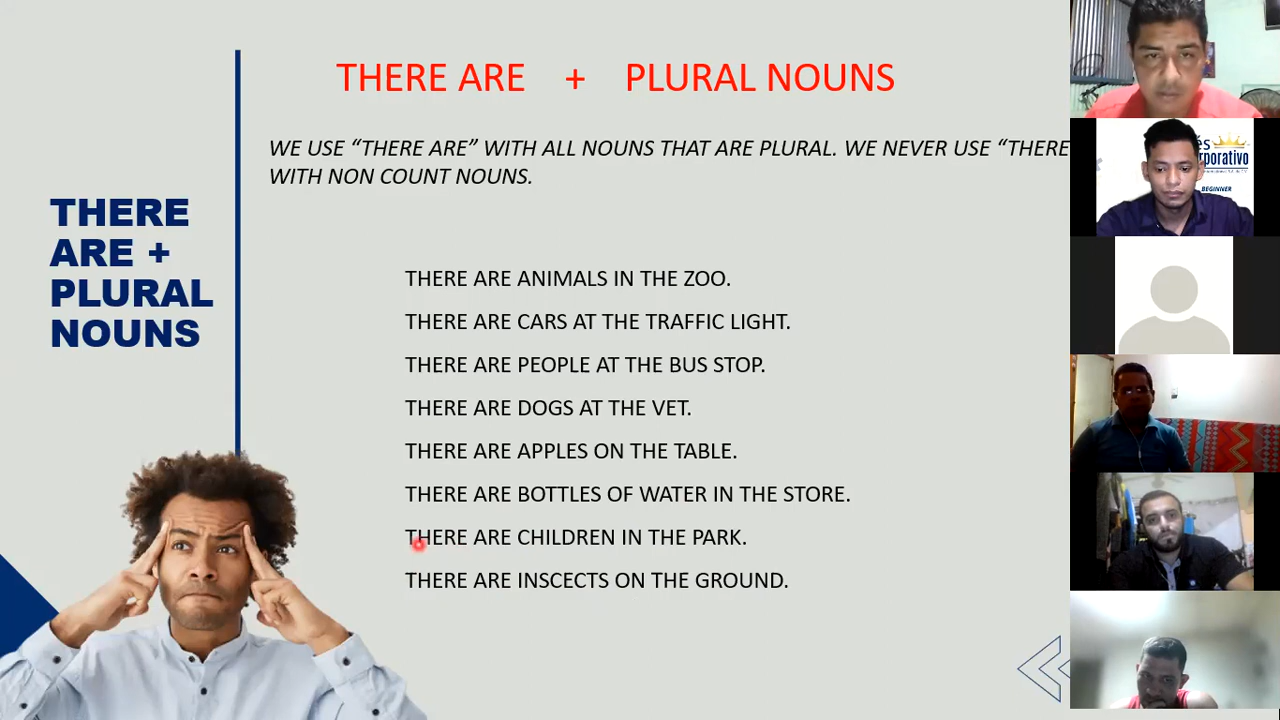 THERE ARE + PLURAL NOUNS
WE USE “THERE ARE” WITH ALL NOUNS THAT ARE PLURAL. WE NEVER USE “THERE
WITH NON COUNT NOUNS.
THERE
ARE +
PLURAL
NOUNS
THERE ARE ANIMALS IN THE ZOO.
THERE ARE CARS AT THE TRAFFIC LIGHT.
THERE ARE PEOPLE AT THE BUS STOP.
THERE ARE DOGS AT THE VET.
THERE ARE APPLES ON THE TABLE.
THERE ARE BOTTLES OF WATER IN THE STORE.
THERE ARE CHILDREN IN THE PARK.
THERE ARE INSCECTS ON THE GROUND.
BEGINNER